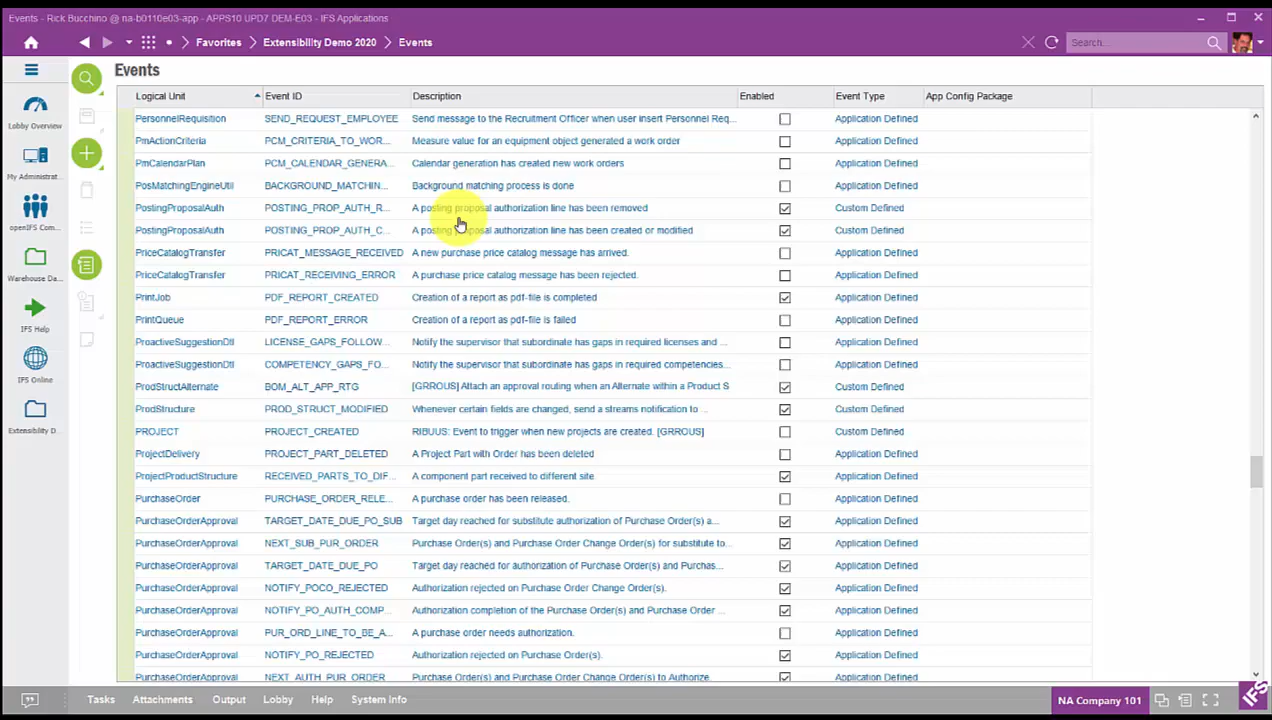 Events - Rick Bucchino @ na-b0110e03-app - APPS10 UPD7 DEM-E03 - IFS Applications
Favorites Extensibility Demo 2020 Events
Search...
Events
Logical Unit Event ID Description Enabled Event Type App Config Package
PersonnelRequisition SEND_REQUEST_EMPLOYEE Send message to the Recruitment Officer when user insert Personnel Req... Application Defined
PmActionCriteria PCM_CRITERIA_TO_WOR... Measure value for an equipment object generated a work order Application Defined
PmCalendarPlan PCM_CALENDAR_GENERA... Calendar generation has created new work orders Application Defined
PosMatchingEngineUtil BACKGROUND_MATCHIN... Background matching process is done Application Defined
PostingProposalAuth POSTING_PROP_AUTH_R... A posting proposal authorization line has been removed Custom Defined
PostingProposalAuth POSTING_PROP_AUTH_C... A posting proposal authorization line has been created or modified Custom Defined
PriceCatalogTransfer PRICAT_MESSAGE_RECEIVED A new purchase price catalog message has arrived. Application Defined
PriceCatalogTransfer PRICAT_RECEIVING_ERROR A purchase price catalog message has been rejected. Application Defined
PrintJob PDF_REPORT_CREATED Creation of a report as pdf-file is completed Application Defined
PrintQueue PDF_REPORT_ERROR Creation of a report as pdf-file is failed Application Defined
ProactiveSuggestionDtl LICENSE_GAPS_FOLLOW... Notify the supervisor that subordinate has gaps in required licenses and ... Application Defined
ProactiveSuggestionDtl COMPETENCY_GAPS_FO... Notify the supervisor that subordinate has gaps in required competencies... Application Defined
ProdStructAlternate BOM_ALT_APP_RTG [GRROUS] Attach an approval routing when an Alternate within a Product S Custom Defined
ProdStructure PROD_STRUCT_MODIFIED Whenever certain fields are changed, send a streams notification to ... Custom Defined
PROJECT PROJECT_CREATED RIBUUS: Event to trigger when new projects are created. [GRROUS] Custom Defined
ProjectDelivery PROJECT_PART_DELETED A Project Part with Order has been deleted Application Defined
ProjectProductStructure RECEIVED_PARTS_TO_DIF... A component part received to different site Application Defined
PurchaseOrder PURCHASE_ORDER_RELE... A purchase order has been released. Application Defined
PurchaseOrderApproval TARGET_DATE_DUE_PO_SUB Target day reached for substitute authorization of Purchase Order(s) a... Application Defined
PurchaseOrderApproval NEXT_SUB_PUR_ORDER Purchase Order(s) and Purchase Order Change Order(s) for substitute to... Application Defined
PurchaseOrderApproval TARGET_DATE_DUE_PO Target day reached for authorization of Purchase Order(s) and Purchas... Application Defined
PurchaseOrderApproval NOTIFY_POCO_REJECTED Authorization rejected on Purchase Order Change Order(s). Application Defined
PurchaseOrderApproval NOTIFY_PO_AUTH_COMP... Authorization completion of the Purchase Order(s) and Purchase Order ... Application Defined
PurchaseOrderApproval PUR_ORD_LINE_TO_BE_A... A purchase order needs authorization. Application Defined
PurchaseOrderApproval NOTIFY_PO_REJECTED Authorization rejected on Purchase Order(s). Application Defined
PurchaseOrderApproval NEXT_AUTH_PUR_ORDER Purchase Order(s) and Purchase Order Change Order(s) to Authorize Application Defined
Lobby Overview
My Administrat...
openIFS Com...
Warehouse Da...
IFS Help
IFS Online
Extensibility D...
Tasks Attachments Output Lobby Help System Info
NA Company 101
IFS